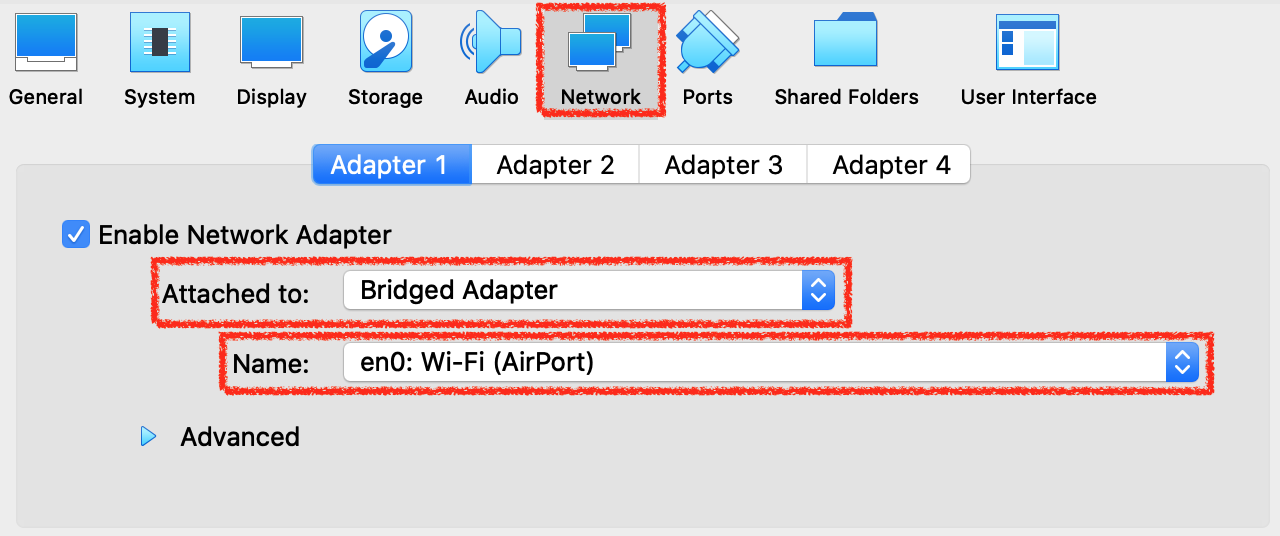 General System Display Storage Audio Network Ports Shared Folders User Interface
Adapter 1 Adapter 2 Adapter 3 Adapter 4
Enable Network Adapter
Attached to: Bridged Adapter
Name: en0: Wi-Fi (AirPort)
Advanced